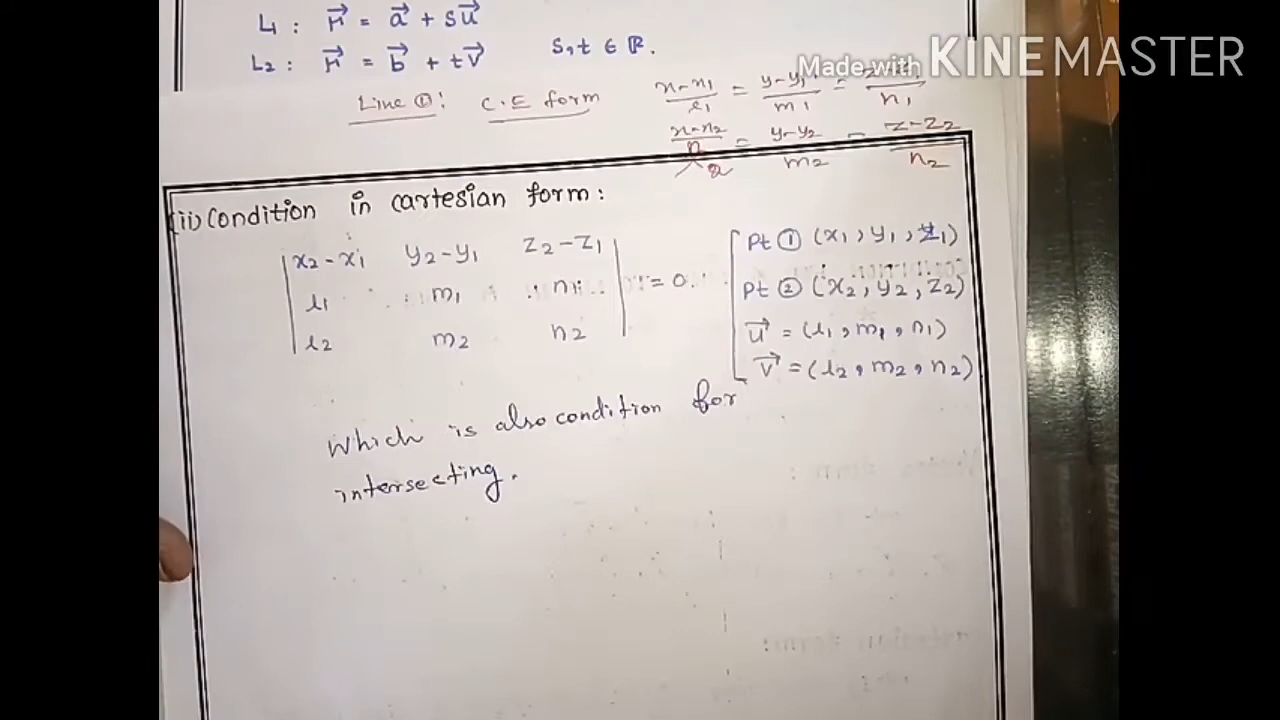 L1 : r⃗ = a⃗ + su⃗
L2 : r⃗ = b⃗ + tv⃗ s,t ∈ ℝ.
Made with KINEMASTER
Line ①: C.E form x-x1/l1 = y-y1/m1 = z-z1/n1
x-x2/l2 = y-y2/m2 = z-z2/n2
(ii) Condition in cartesian form:
| x2-x1 y2-y1 z2-z1 |
| l1 m1 n1 | = 0.
| l2 m2 n2 |
Pt ① (x1, y1, z1)
Pt ② (x2, y2, z2)
u⃗ = (l1, m1, n1)
v⃗ = (l2, m2, n2)
Which is also condition for
intersecting.